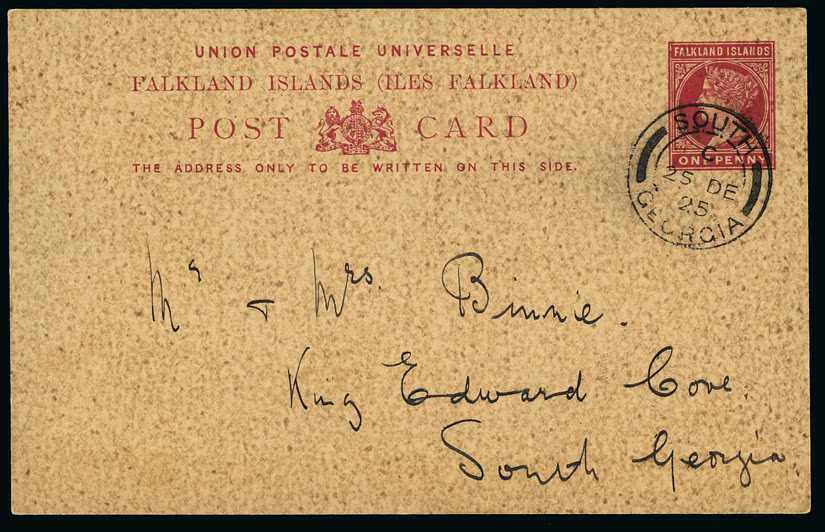 UNION POSTALE UNIVERSELLE
FALKLAND ISLANDS (ILES FALKLAND)
POST CARD
THE ADDRESS ONLY TO BE WRITTEN ON THIS SIDE.
FALKLAND ISLANDS
ONE PENNY
SOUTH
C
25 DE
25
GEORGIA
Mr & Mrs. Binnie.
King Edward Cove.
South Georgia.